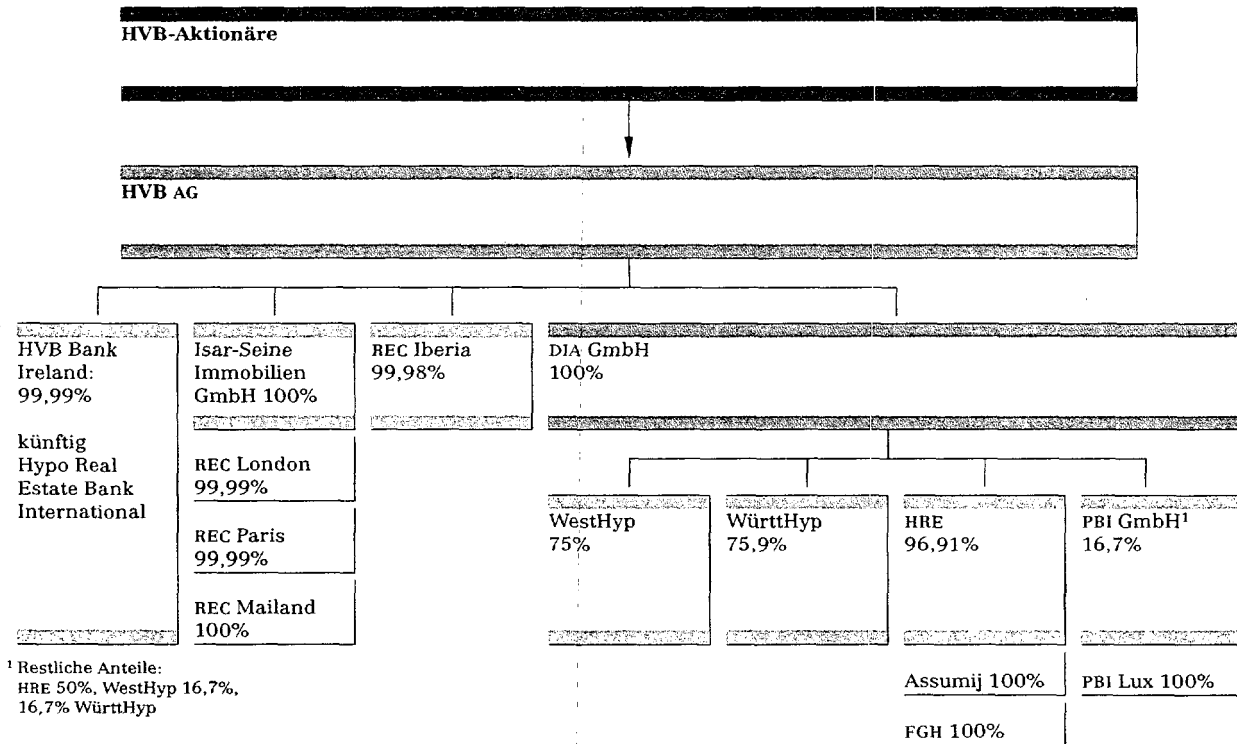 HVB-Aktionäre
HVB AG
HVB Bank
Ireland:
99,99%
künftig
Hypo Real
Estate Bank
International
Isar-Seine
Immobilien
GmbH 100%
REC London
99,99%
REC Paris
99,99%
REC Mailand
100%
REC Iberia
99,98%
DIA GmbH
100%
WestHyp
75%
WürttHyp
75,9%
HRE
96,91%
Assumij 100%
FGH 100%
PBI GmbH¹
16,7%
PBI Lux 100%
¹ Restliche Anteile:
HRE 50%, WestHyp 16,7%,
16,7% WürttHyp